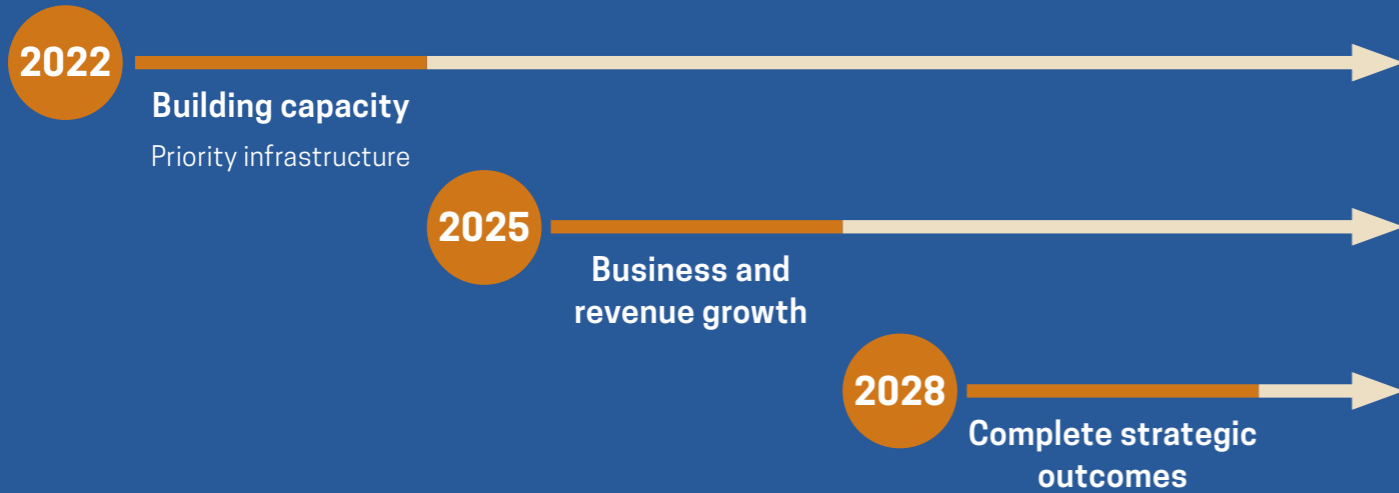 2022
Building capacity
Priority infrastructure
2025
Business and
revenue growth
2028
Complete strategic
outcomes